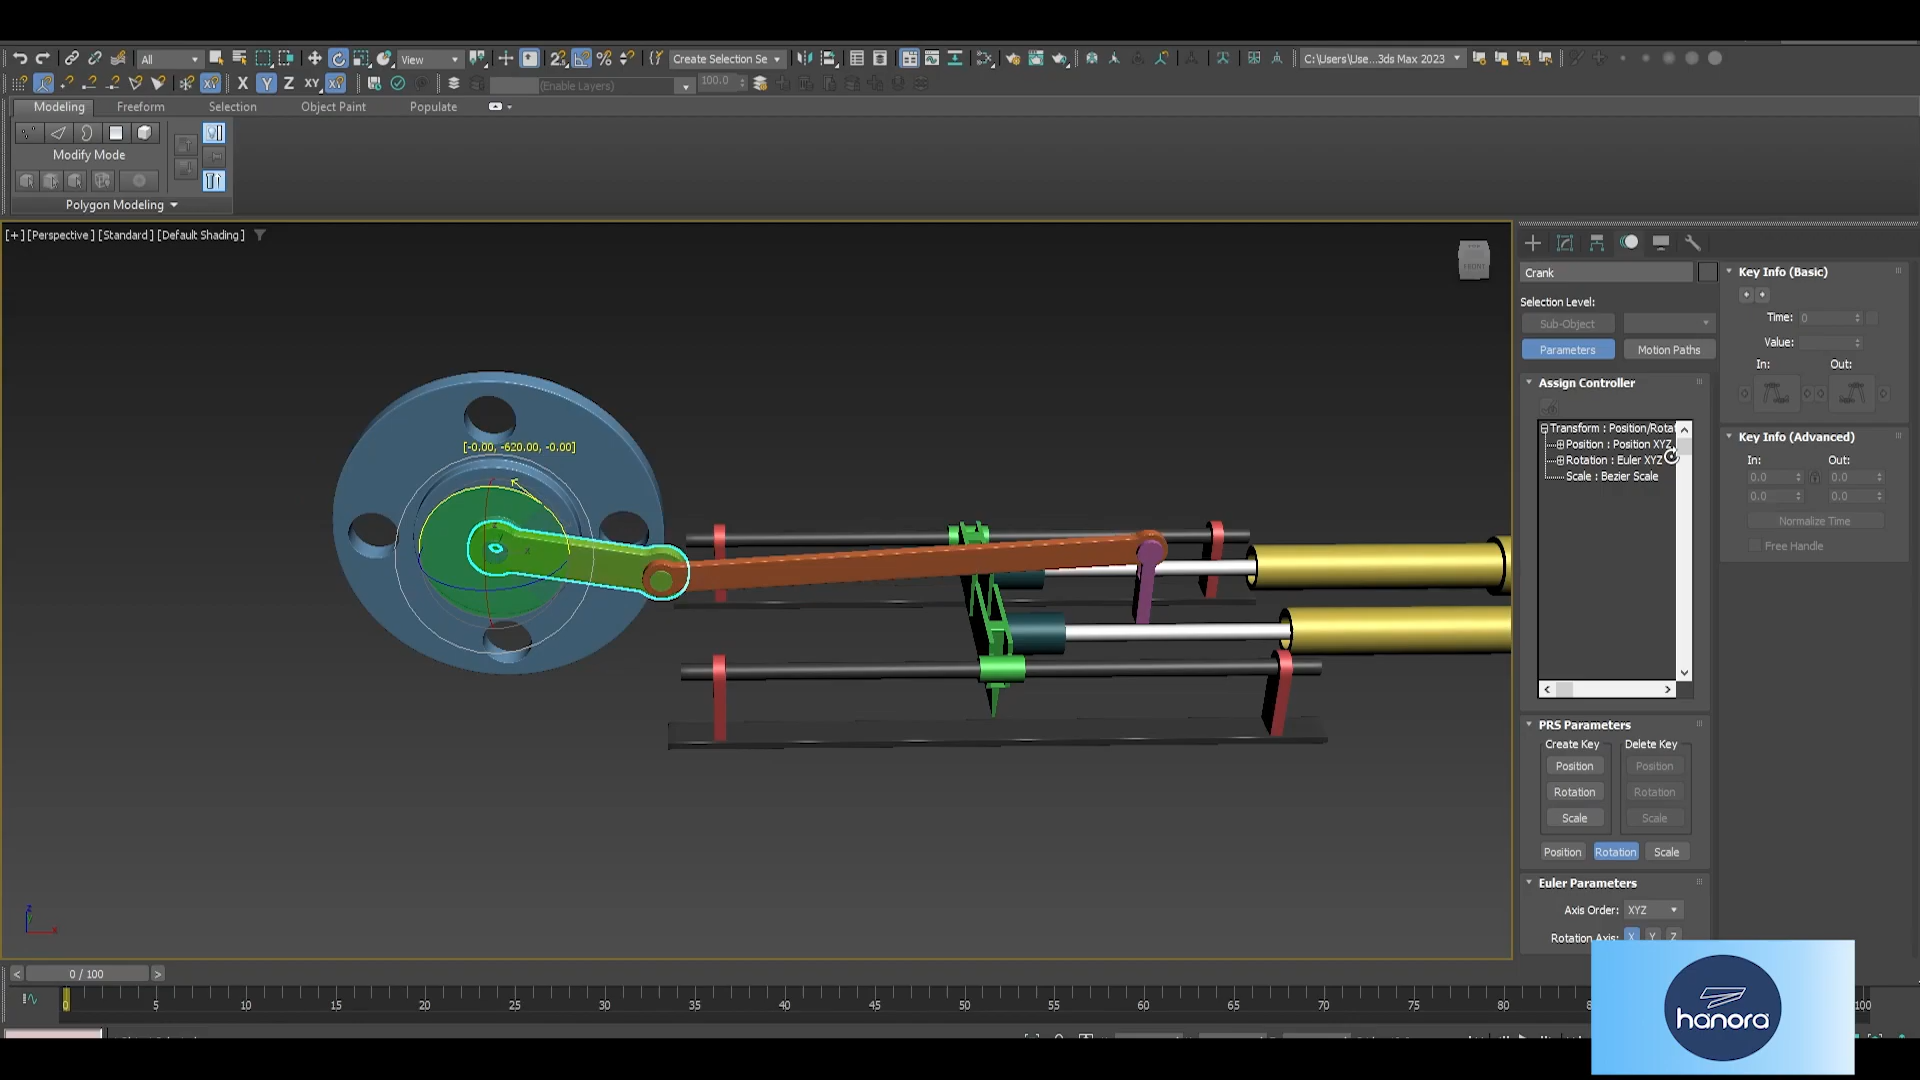 All
View
Create Selection Se
C:\Users\Use...3ds Max 2023
X Y Z XY
(Enable Layers)
100.0
Modeling Freeform Selection Object Paint Populate
Modify Mode
Polygon Modeling
[+] [Perspective] [Standard] [Default Shading]
FRONT
[-0.00, -620.00, -0.00]
Crank
Selection Level:
Sub-Object
Parameters Motion Paths
Assign Controller
Transform : Position/Rotat
Position : Position XYZ
Rotation : Euler XYZ
Scale : Bezier Scale
PRS Parameters
Create Key Delete Key
Position Position
Rotation Rotation
Scale Scale
Position Rotation Scale
Euler Parameters
Axis Order: XYZ
Rotation Axis: X Y Z
Key Info (Basic)
Time: 0
Value:
In: Out:
Key Info (Advanced)
In: Out:
0.0 0.0
0.0 0.0
Normalize Time
Free Handle
z
x
< 0 / 100 >
0 5 10 15 20 25 30 35 40 45 50 55 60 65 70 75 80 100
hanora